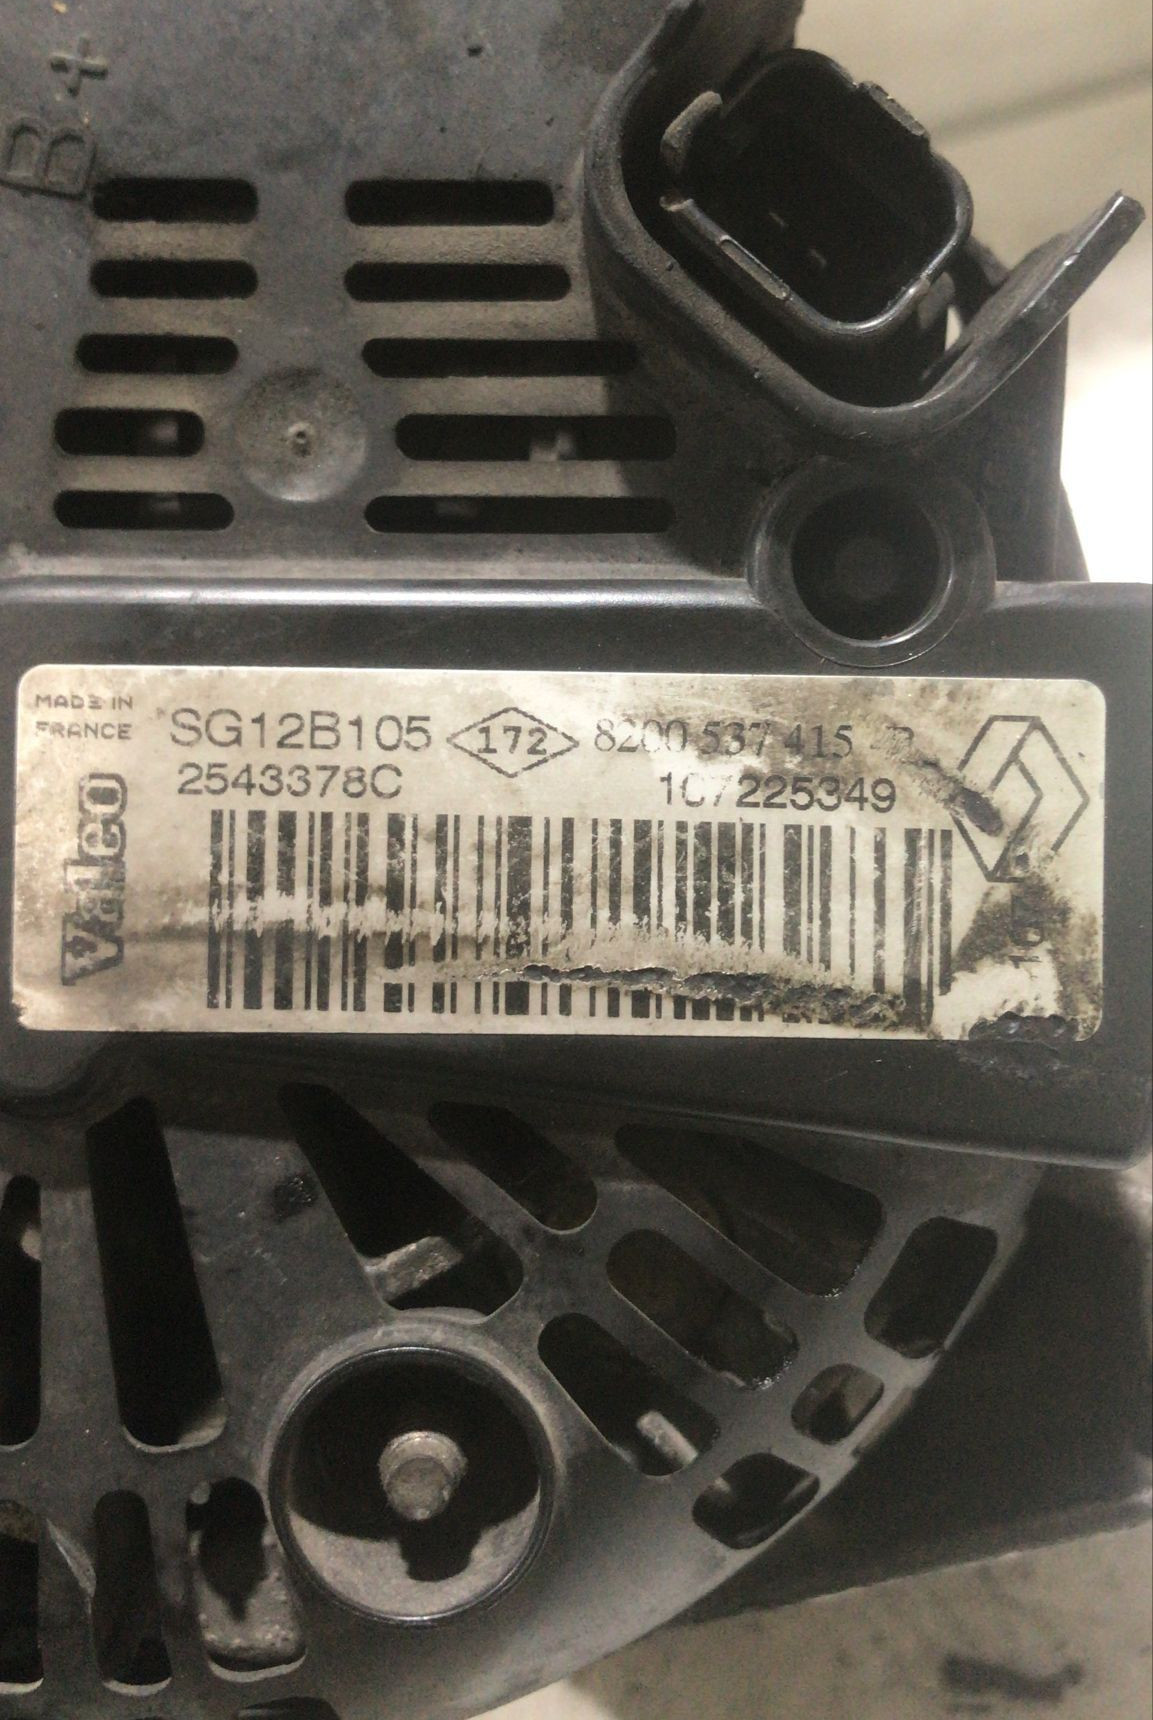 B+
MADE IN
FRANCE
SG12B105 172 8200 537 415
2543378C 107225349
Valeo